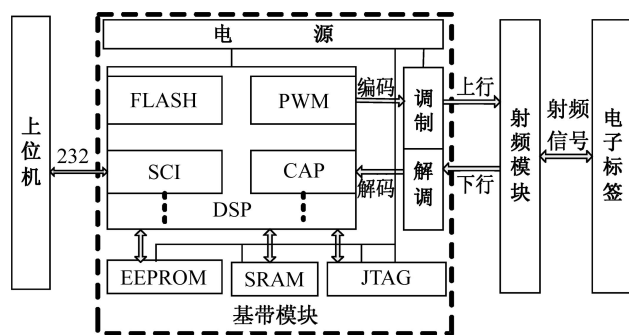 电 源
FLASH
PWM
编码
调制
上行
上位机
232
SCI
CAP
解码
解调
下行
射频模块
射频信号
电子标签
DSP
EEPROM
SRAM
JTAG
基带模块